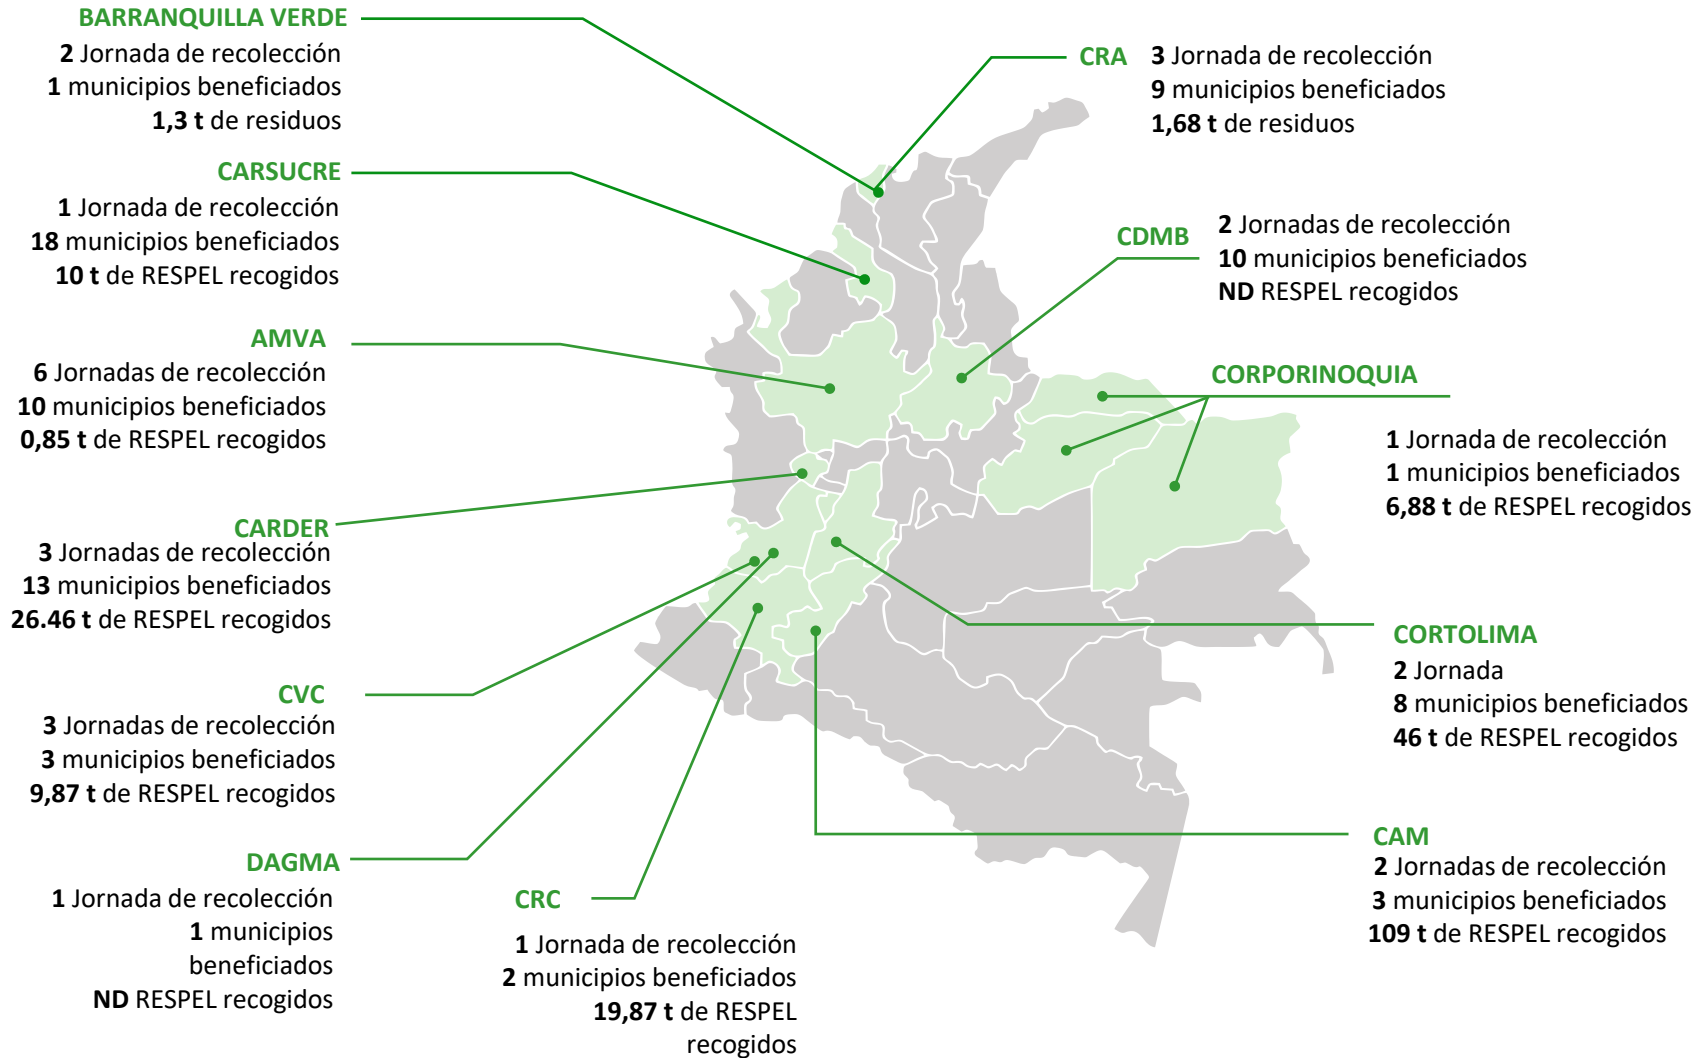 BARRANQUILLA VERDE
2 Jornada de recolección
1 municipios beneficiados
1,3 t de residuos
CRA
3 Jornada de recolección
9 municipios beneficiados
1,68 t de residuos
CARSUCRE
1 Jornada de recolección
18 municipios beneficiados
10 t de RESPEL recogidos
CDMB
2 Jornadas de recolección
10 municipios beneficiados
ND RESPEL recogidos
AMVA
6 Jornadas de recolección
10 municipios beneficiados
0,85 t de RESPEL recogidos
CORPORINOQUIA
1 Jornada de recolección
1 municipios beneficiados
6,88 t de RESPEL recogidos
CARDER
3 Jornadas de recolección
13 municipios beneficiados
26.46 t de RESPEL recogidos
CORTOLIMA
2 Jornada
8 municipios beneficiados
46 t de RESPEL recogidos
CVC
3 Jornadas de recolección
3 municipios beneficiados
9,87 t de RESPEL recogidos
CAM
2 Jornadas de recolección
3 municipios beneficiados
109 t de RESPEL recogidos
DAGMA
1 Jornada de recolección
1 municipios
beneficiados
ND RESPEL recogidos
CRC
1 Jornada de recolección
2 municipios beneficiados
19,87 t de RESPEL
recogidos